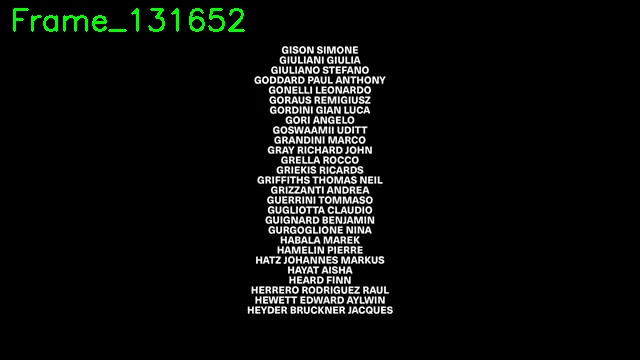 Frame_131652
GISON SIMONE
GIULIANI GIULIA
GIULIANO STEFANO
GODDARD PAUL ANTHONY
GONELLI LEONARDO
GORAUS REMIGIUSZ
GORDINI GIAN LUCA
GORI ANGELO
GOSWAAMII UDITT
GRANDINI MARCO
GRAY RICHARD JOHN
GRELLA ROCCO
GRIEKIS RICARDS
GRIFFITHS THOMAS NEIL
GRIZZANTI ANDREA
GUERRINI TOMMASO
GUGLIOTTA CLAUDIO
GUIGNARD BENJAMIN
GURGOGLIONE NINA
HABALA MAREK
HAMELIN PIERRE
HATZ JOHANNES MARKUS
HAYAT AISHA
HEARD FINN
HERRERO RODRIGUEZ RAUL
HEWETT EDWARD AYLWIN
HEYDER BRUCKNER JACQUES